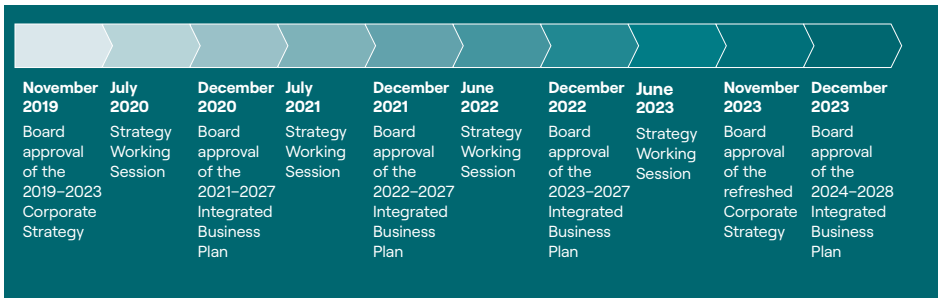 November
2019
Board
approval
of the
2019–2023
Corporate
Strategy
July
2020
Strategy
Working
Session
December
2020
Board
approval
of the
2021–2027
Integrated
Business
Plan
July
2021
Strategy
Working
Session
December
2021
Board
approval
of the
2022–2027
Integrated
Business
Plan
June
2022
Strategy
Working
Session
December
2022
Board
approval
of the
2023–2027
Integrated
Business
Plan
June
2023
Strategy
Working
Session
November
2023
Board
approval
of the
refreshed
Corporate
Strategy
December
2023
Board
approval
of the
2024–2028
Integrated
Business
Plan